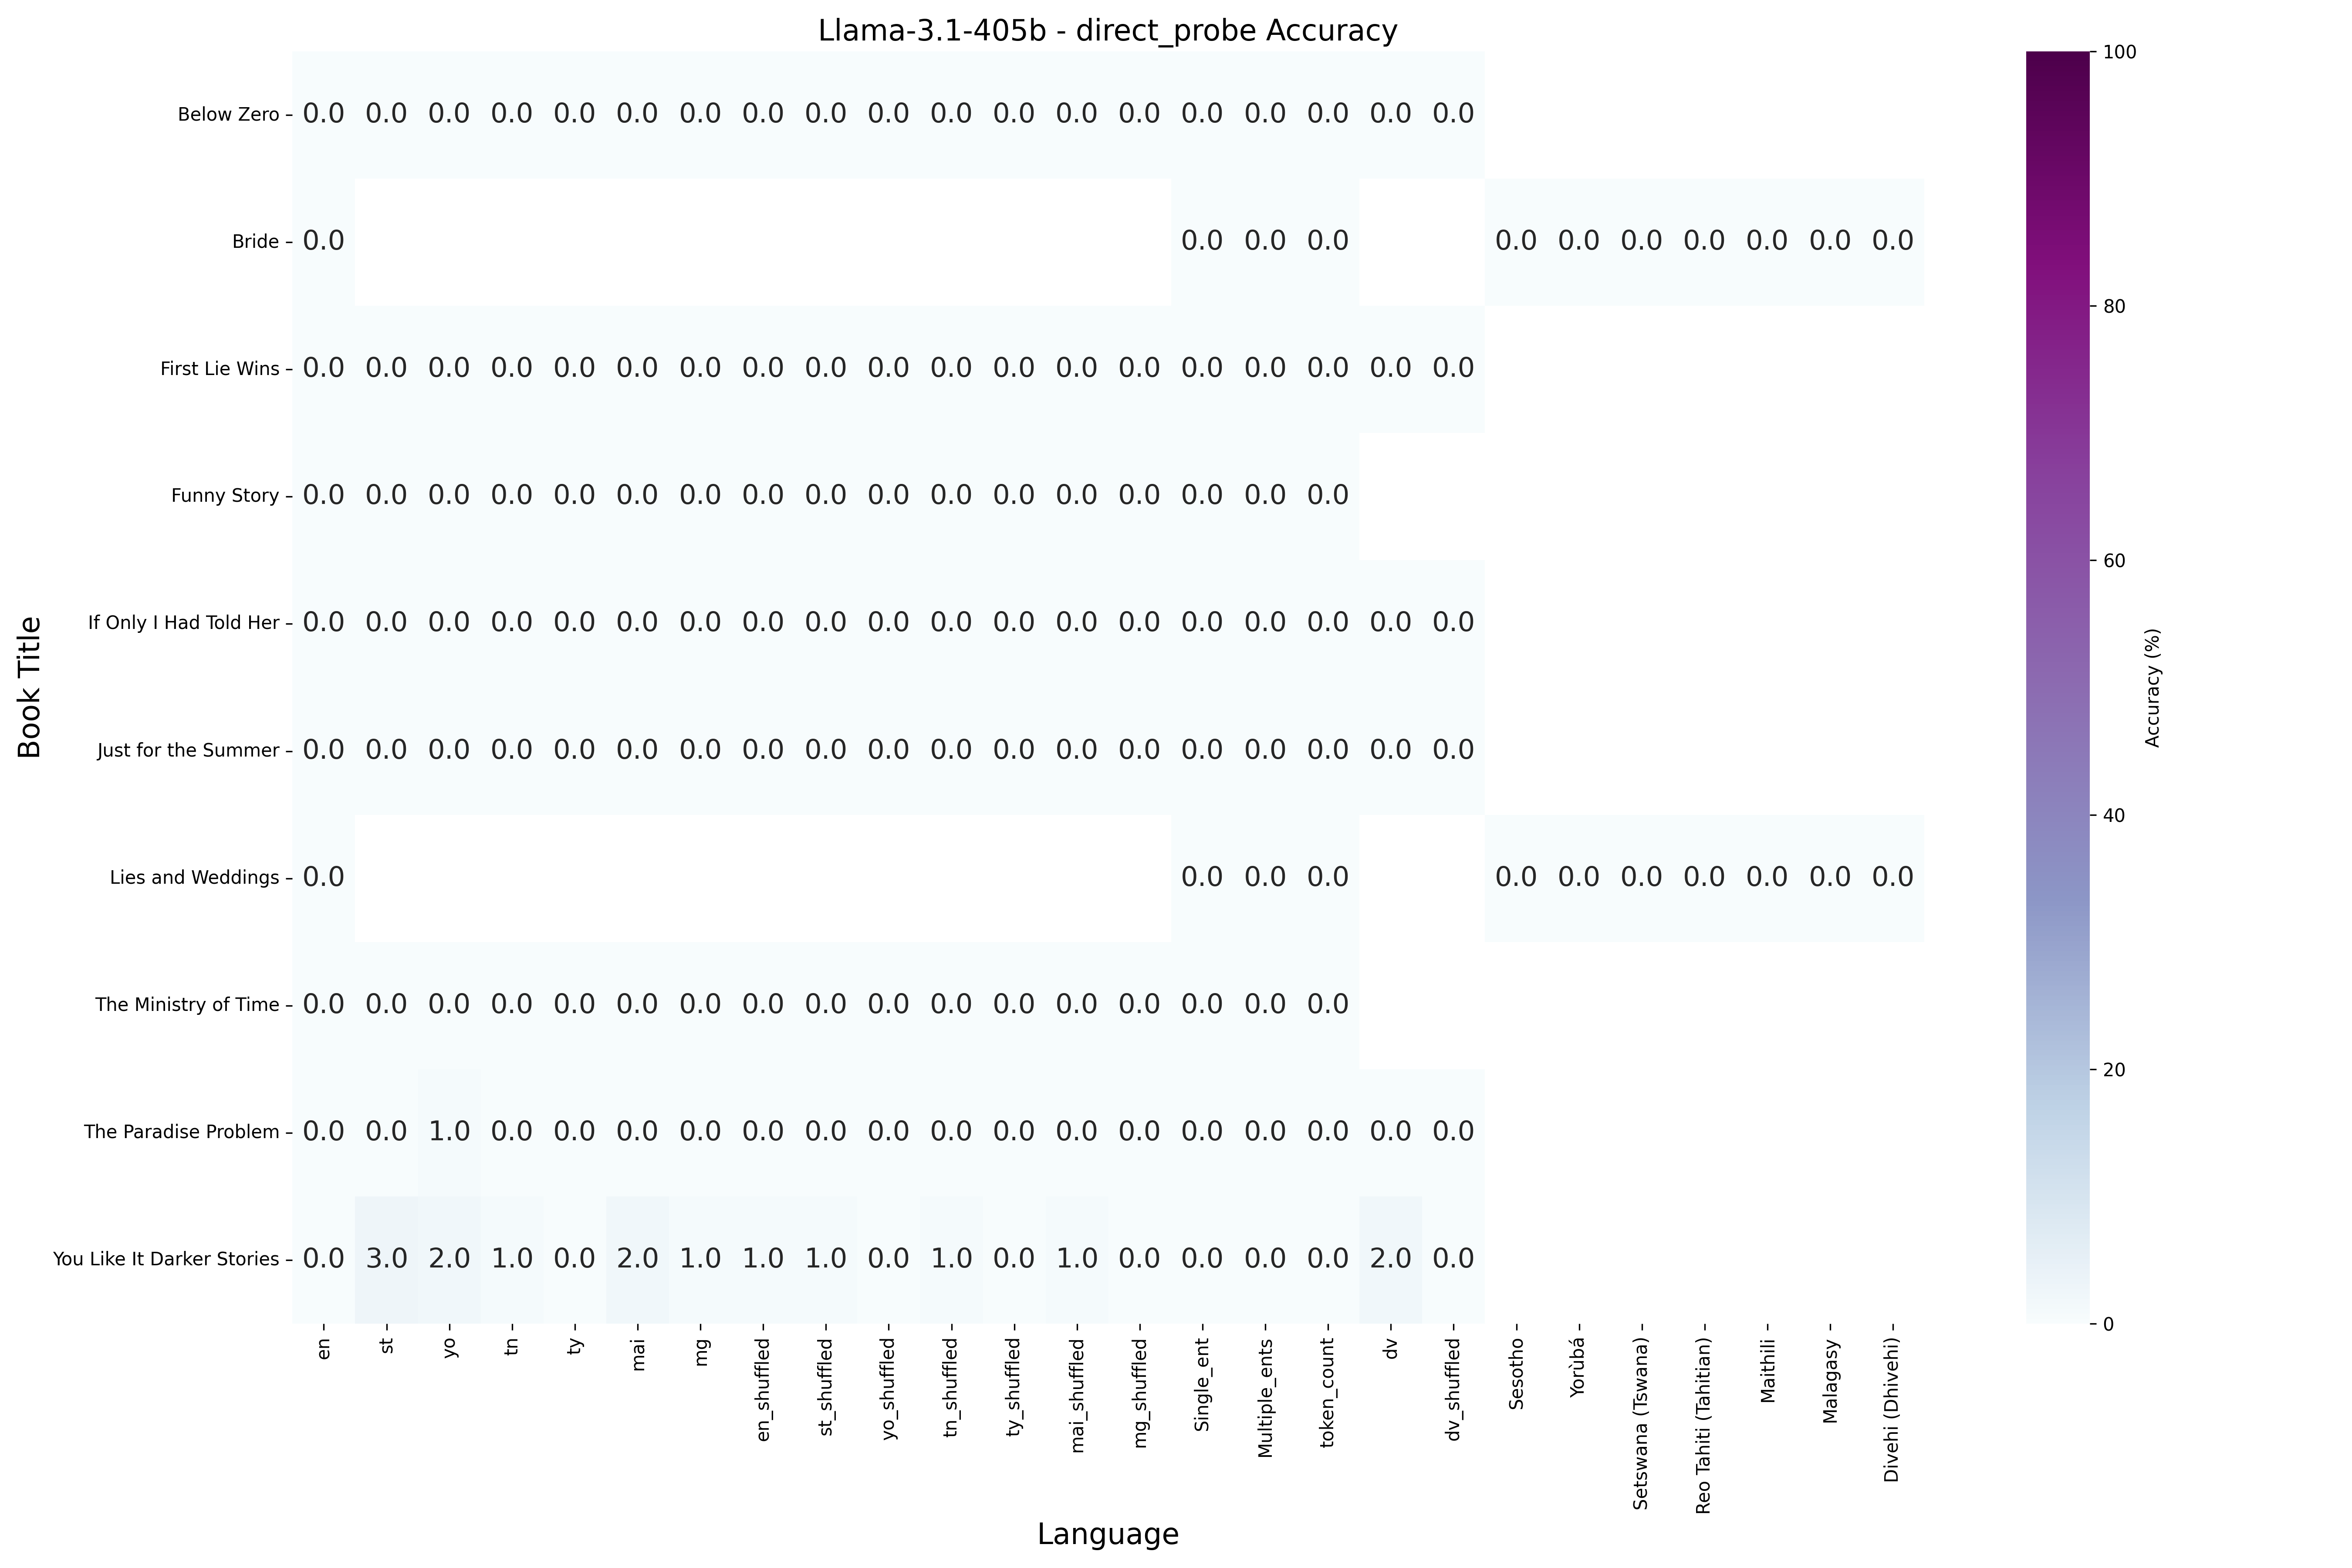 Llama-3.1-405b - direct_probe Accuracy
Book Title
Below Zero 0.0 0.0 0.0 0.0 0.0 0.0 0.0 0.0 0.0 0.0 0.0 0.0 0.0 0.0 0.0 0.0 0.0 0.0 0.0
Bride 0.0 0.0 0.0 0.0 0.0 0.0 0.0 0.0 0.0 0.0 0.0
First Lie Wins 0.0 0.0 0.0 0.0 0.0 0.0 0.0 0.0 0.0 0.0 0.0 0.0 0.0 0.0 0.0 0.0 0.0 0.0 0.0
Funny Story 0.0 0.0 0.0 0.0 0.0 0.0 0.0 0.0 0.0 0.0 0.0 0.0 0.0 0.0 0.0 0.0 0.0
If Only I Had Told Her 0.0 0.0 0.0 0.0 0.0 0.0 0.0 0.0 0.0 0.0 0.0 0.0 0.0 0.0 0.0 0.0 0.0 0.0 0.0
Just for the Summer 0.0 0.0 0.0 0.0 0.0 0.0 0.0 0.0 0.0 0.0 0.0 0.0 0.0 0.0 0.0 0.0 0.0 0.0 0.0
Lies and Weddings 0.0 0.0 0.0 0.0 0.0 0.0 0.0 0.0 0.0 0.0 0.0
The Ministry of Time 0.0 0.0 0.0 0.0 0.0 0.0 0.0 0.0 0.0 0.0 0.0 0.0 0.0 0.0 0.0 0.0 0.0
The Paradise Problem 0.0 0.0 1.0 0.0 0.0 0.0 0.0 0.0 0.0 0.0 0.0 0.0 0.0 0.0 0.0 0.0 0.0 0.0 0.0
You Like It Darker Stories 0.0 3.0 2.0 1.0 0.0 2.0 1.0 1.0 1.0 0.0 1.0 0.0 1.0 0.0 0.0 0.0 0.0 2.0 0.0
en
st
yo
tn
ty
mai
mg
en_shuffled
st_shuffled
yo_shuffled
tn_shuffled
ty_shuffled
mai_shuffled
mg_shuffled
Single_ent
Multiple_ents
token_count
dv
dv_shuffled
Sesotho
Yorùbá
Setswana (Tswana)
Reo Tahiti (Tahitian)
Maithili
Malagasy
Divehi (Dhivehi)
Language
100
80
60
40
20
0
Accuracy (%)